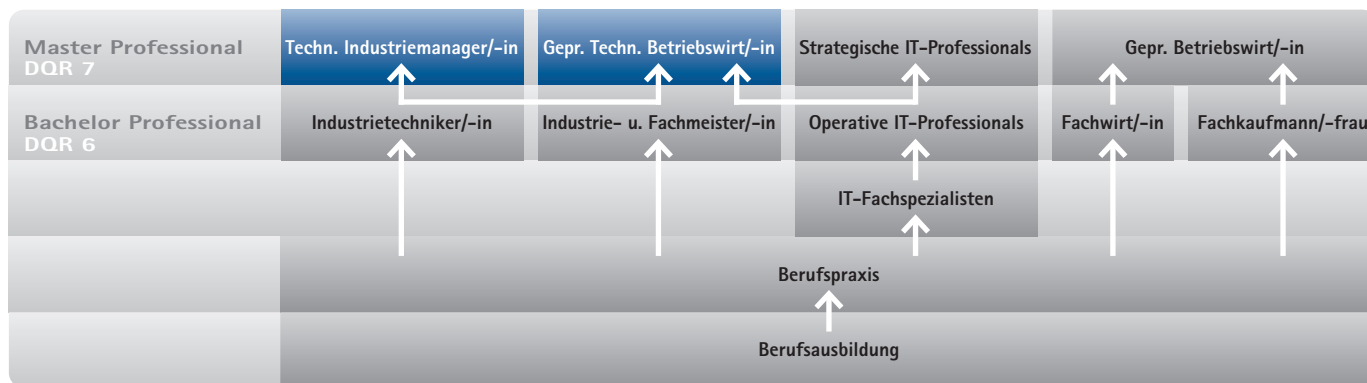 Master Professional
DQR 7
Techn. Industriemanager/-in
Gepr. Techn. Betriebswirt/-in
Strategische IT-Professionals
Gepr. Betriebswirt/-in
Bachelor Professional
DQR 6
Industrietechniker/-in
Industrie- u. Fachmeister/-in
Operative IT-Professionals
Fachwirt/-in
Fachkaufmann/-frau
IT-Fachspezialisten
Berufspraxis
Berufsausbildung